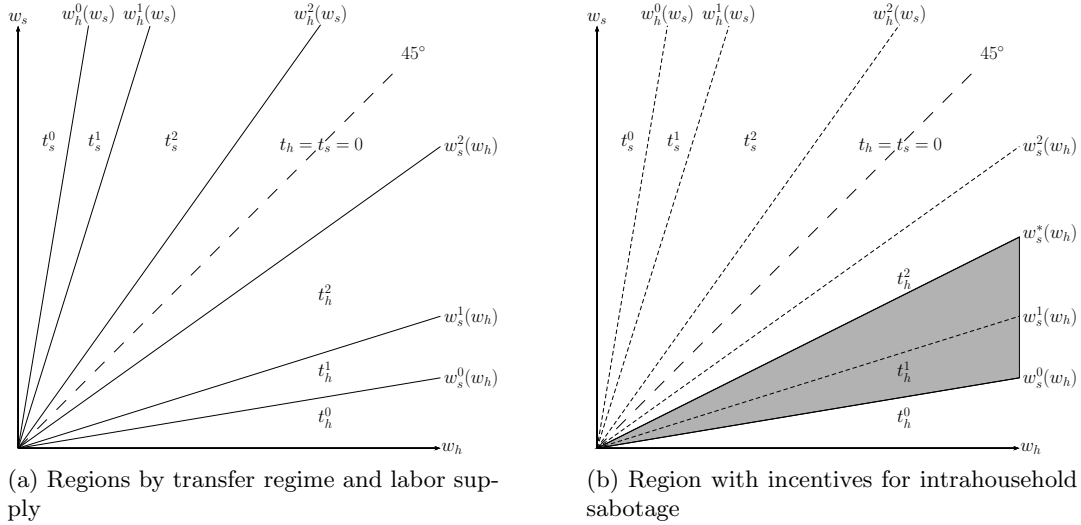 w_s w_h^0(w_s) w_h^1(w_s) w_h^2(w_s)
45°
t_s^0 t_s^1 t_s^2 t_h = t_s = 0
w_s^2(w_h)
t_h^2
w_s^1(w_h)
t_h^1
w_s^0(w_h)
t_h^0
w_h
(a) Regions by transfer regime and labor sup-
ply
w_s w_h^0(w_s) w_h^1(w_s) w_h^2(w_s)
45°
t_s^0 t_s^1 t_s^2 t_h = t_s = 0
w_s^2(w_h)
w_s^*(w_h)
t_h^2
w_s^1(w_h)
t_h^1
w_s^0(w_h)
t_h^0
w_h
(b) Region with incentives for intrahousehold
sabotage